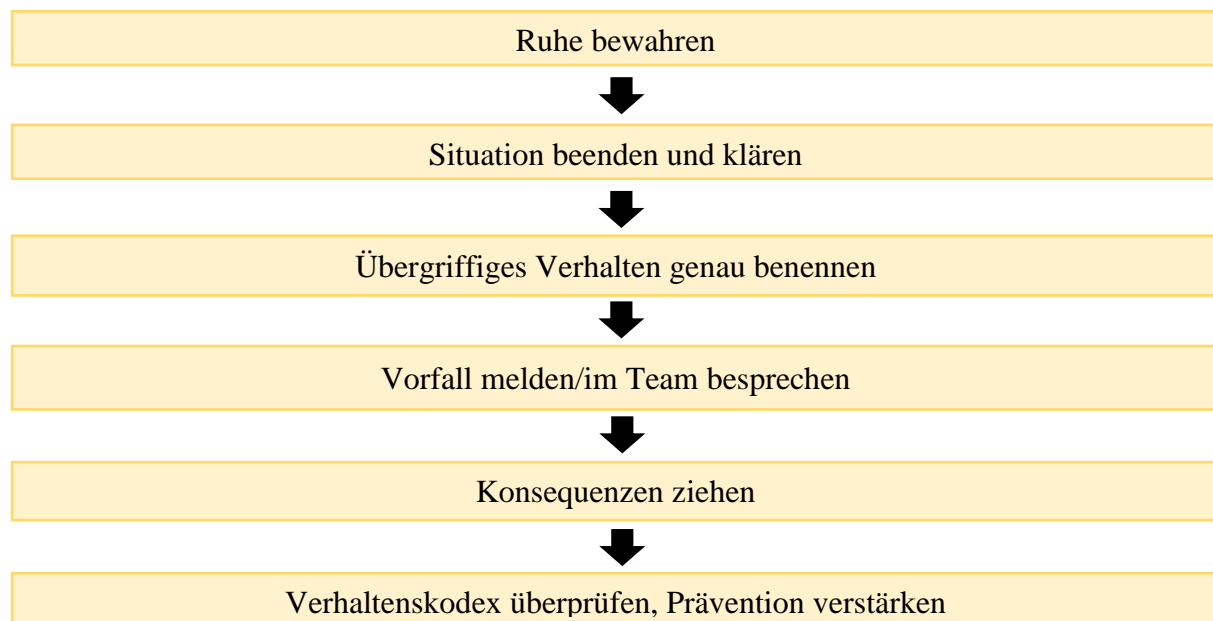 Ruhe bewahren
Situation beenden und klären
Übergriffiges Verhalten genau benennen
Vorfall melden/im Team besprechen
Konsequenzen ziehen
Verhaltenskodex überprüfen, Prävention verstärken